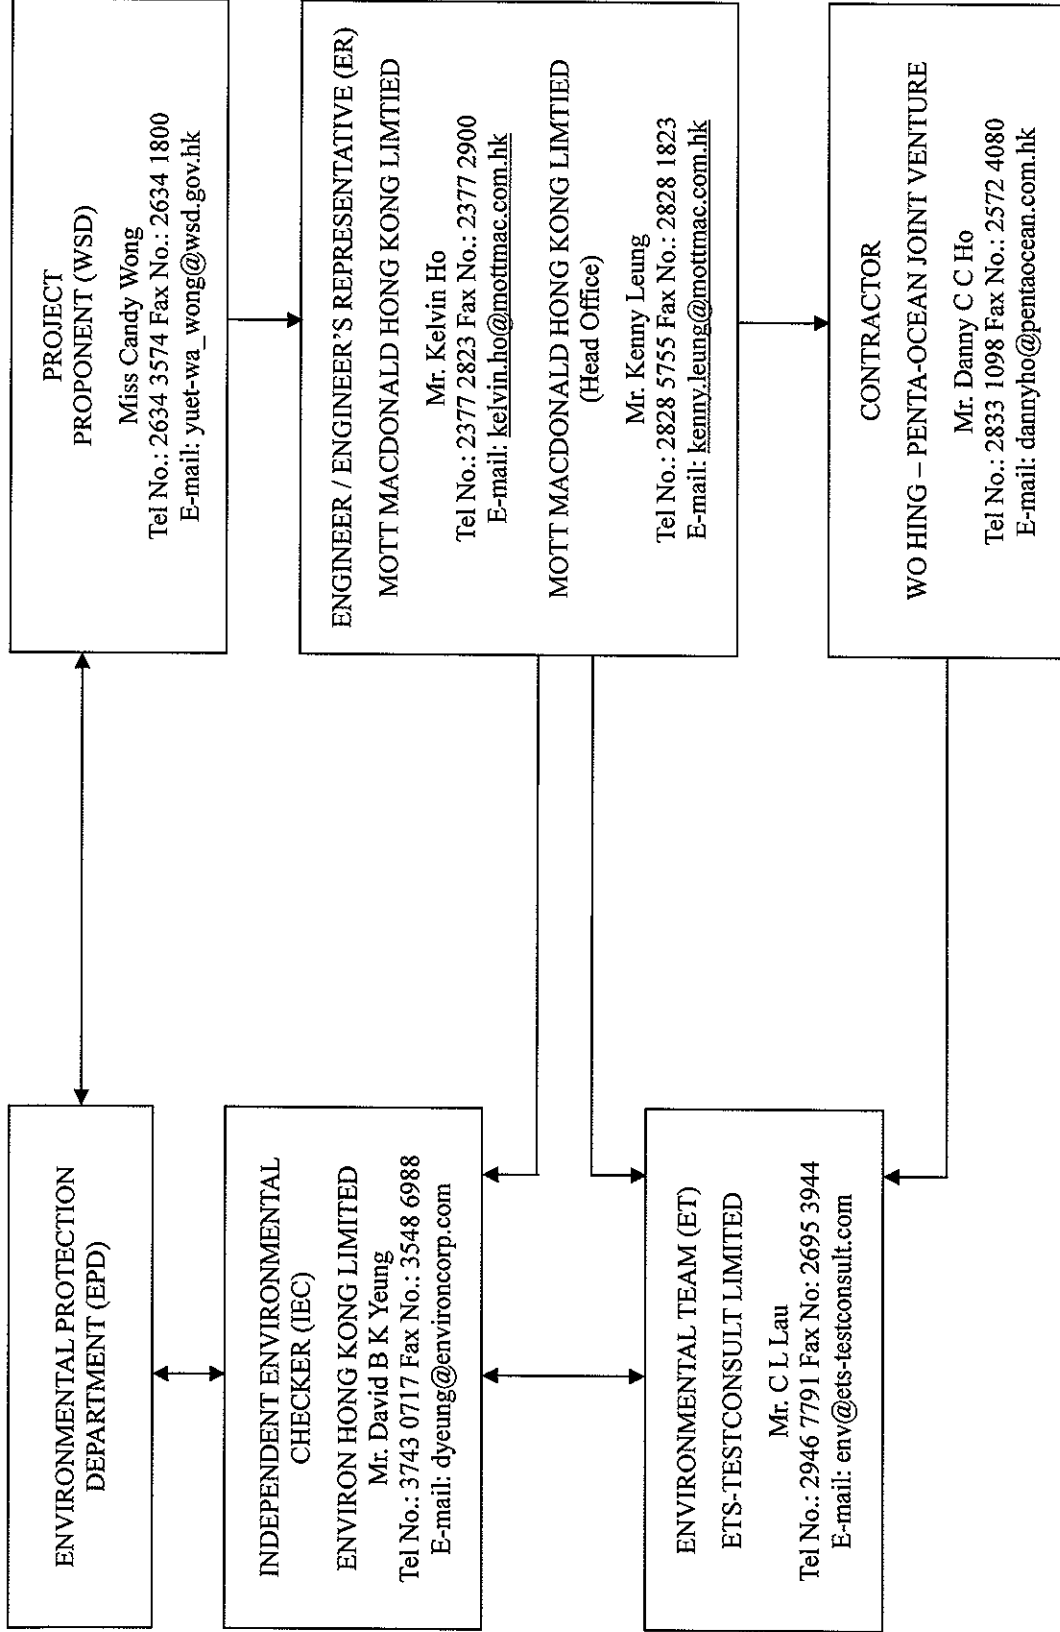 ENVIRONMENTAL PROTECTION
DEPARTMENT (EPD)
PROJECT
PROPONENT (WSD)
Miss Candy Wong
Tel No.: 2634 3574 Fax No.: 2634 1800
E-mail: yuet-wa_wong@wsd.gov.hk
INDEPENDENT ENVIRONMENTAL
CHECKER (IEC)
ENVIRON HONG KONG LIMITED
Mr. David B K Yeung
Tel No.: 3743 0717 Fax No.: 3548 6988
E-mail: dyeung@environcorp.com
ENGINEER / ENGINEER'S REPRESENTATIVE (ER)
MOTT MACDONALD HONG KONG LIMTIED
Mr. Kelvin Ho
Tel No.: 2377 2823 Fax No.: 2377 2900
E-mail: kelvin.ho@mottmac.com.hk
MOTT MACDONALD HONG KONG LIMTIED
(Head Office)
Mr. Kenny Leung
Tel No.: 2828 5755 Fax No.: 2828 1823
E-mail: kenny.leung@mottmac.com.hk
ENVIRONMENTAL TEAM (ET)
ETS-TESTCONSULT LIMITED
Mr. C L Lau
Tel No.: 2946 7791 Fax No: 2695 3944
E-mail: env@ets-testconsult.com
CONTRACTOR
WO HING – PENTA-OCEAN JOINT VENTURE
Mr. Danny C C Ho
Tel No.: 2833 1098 Fax No.: 2572 4080
E-mail: dannyho@pentaocean.com.hk